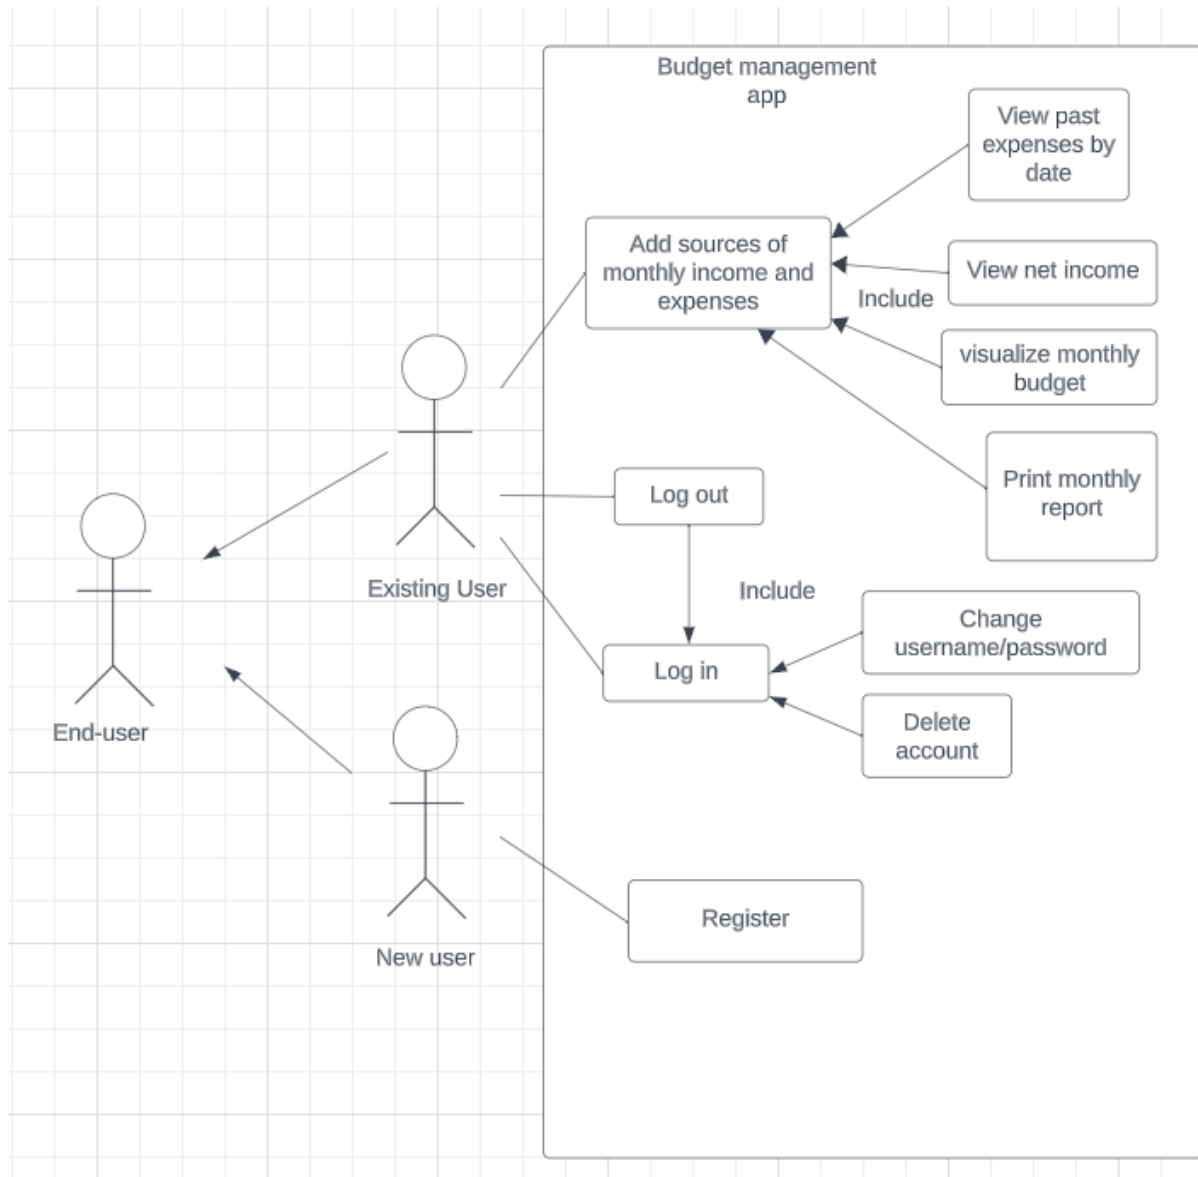 Budget management
app
View past
expenses by
date
Add sources of
monthly income and
expenses
View net income
Include
visualize monthly
budget
Print monthly
report
Log out
Existing User
Include
Change
username/password
Log in
End-user
Delete
account
Register
New user